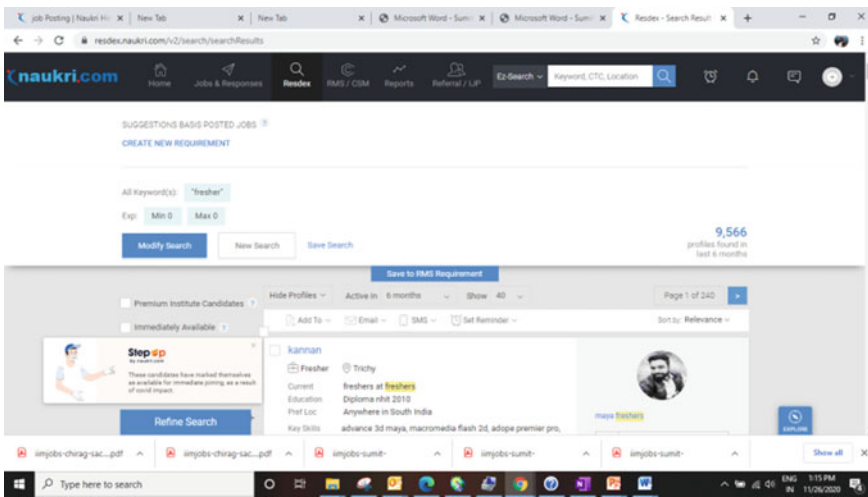 job Posting | Naukri Hi
New Tab
New Tab
Microsoft Word - Sumi
Microsoft Word - Sumi
Resdex - Search Result
resdex.naukri.com/v2/search/searchResults
naukri.com
Home
Jobs & Responses
Resdex
RMS / CSM
Reports
Referral / IJP
Ez-Search
Keyword, CTC, Location
SUGGESTIONS BASIS POSTED JOBS ?
CREATE NEW REQUIREMENT
All Keyword(s): "fresher"
Exp: Min 0 Max 0
Modify Search
New Search
Save Search
9,566
profiles found in
last 6 months
Save to RMS Requirement
Premium Institute Candidates ?
Immediately Available ?
Hide Profiles
Active In 6 months
Show 40
Page 1 of 240
Add To
Email
SMS
Set Reminder
Sort by: Relevance
Stepup
by naukri.com
These candidates have marked themselves
as available for immediate joining, as a result
of covid impact.
Refine Search
kannan
Fresher Trichy
Current freshers at freshers
Education Diploma nhit 2010
Pref Loc Anywhere in South India
Key Skills advance 3d maya, macromedia flash 2d, adope premier pro,
maya freshers
EXPLORE
iimjobs-chirag-sac....pdf
iimjobs-chirag-sac....pdf
iimjobs-sumit-
iimjobs-sumit-
iimjobs-sumit-
Show all
Type here to search
ENG
IN
1:15 PM
11/26/2020